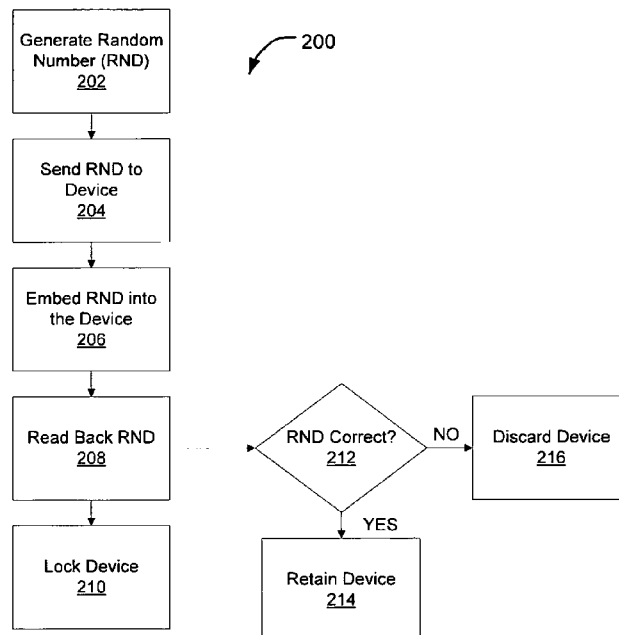 Generate Random
Number (RND)
202
200
Send RND to
Device
204
Embed RND into
the Device
206
Read Back RND
208
RND Correct?
212
NO
Discard Device
216
YES
Lock Device
210
Retain Device
214